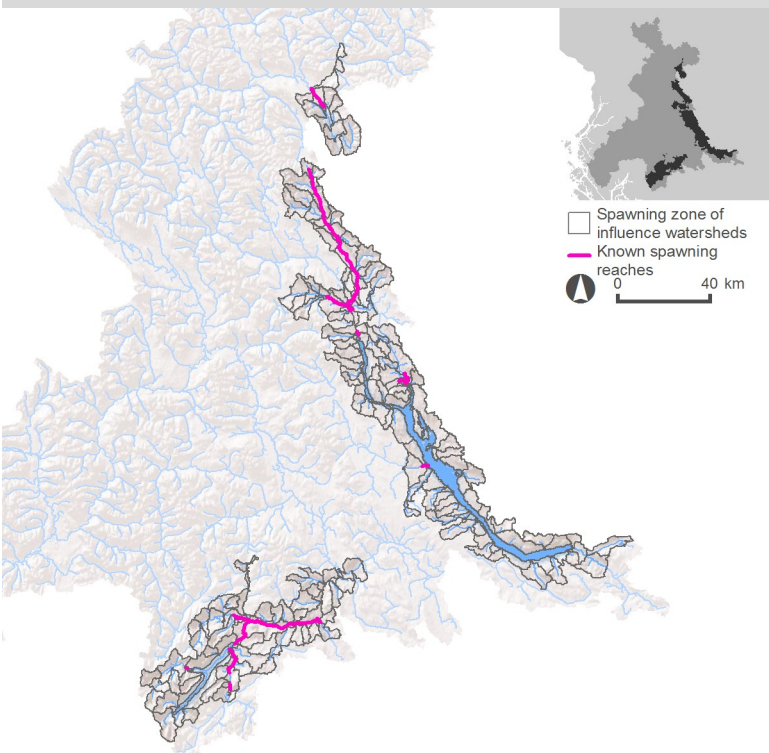 Spawning zone of
influence watersheds
Known spawning
reaches
0 40 km